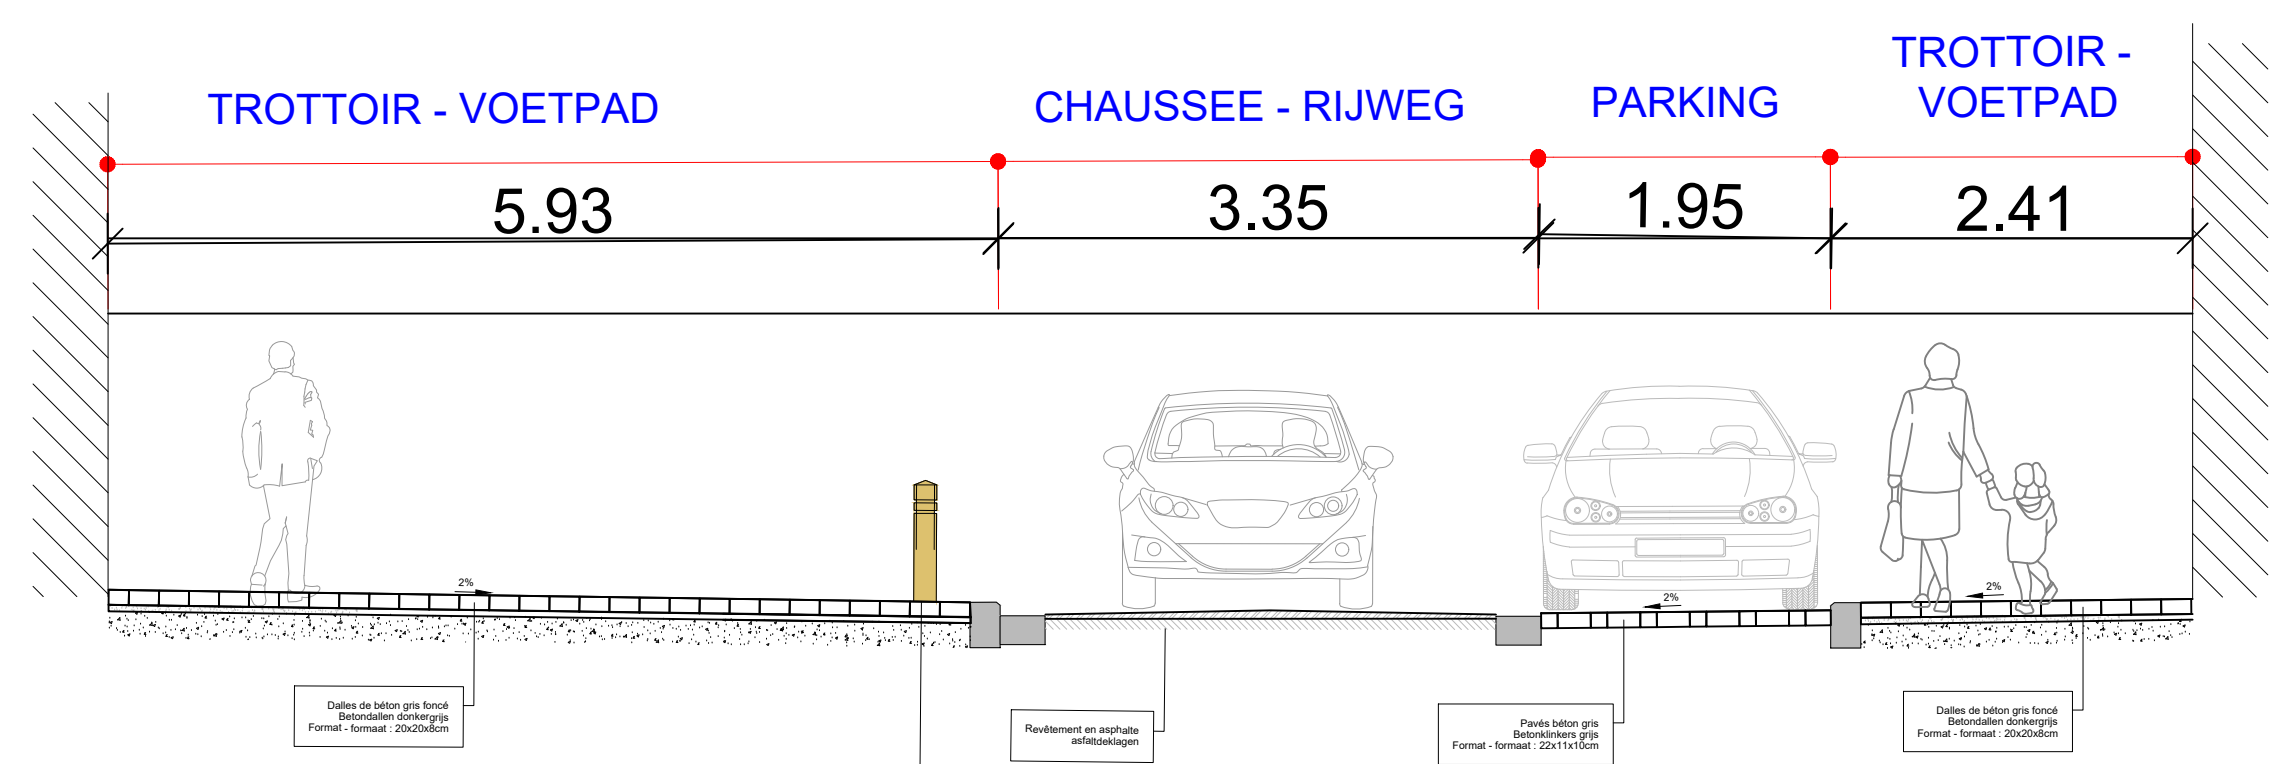 TROTTOIR - VOETPAD
CHAUSSEE - RIJWEG
PARKING
TROTTOIR -
VOETPAD
5.93
3.35
1.95
2.41
2%
2%
2%
Dalles de béton gris foncé
Betondallen donkergrijs
Format - formaat : 20x20x8cm
Revêtement en asphalte
asfaltdeklagen
Pavés béton gris
Betonklinkers grijs
Format - formaat : 22x11x10cm
Dalles de béton gris foncé
Betondallen donkergrijs
Format - formaat : 20x20x8cm